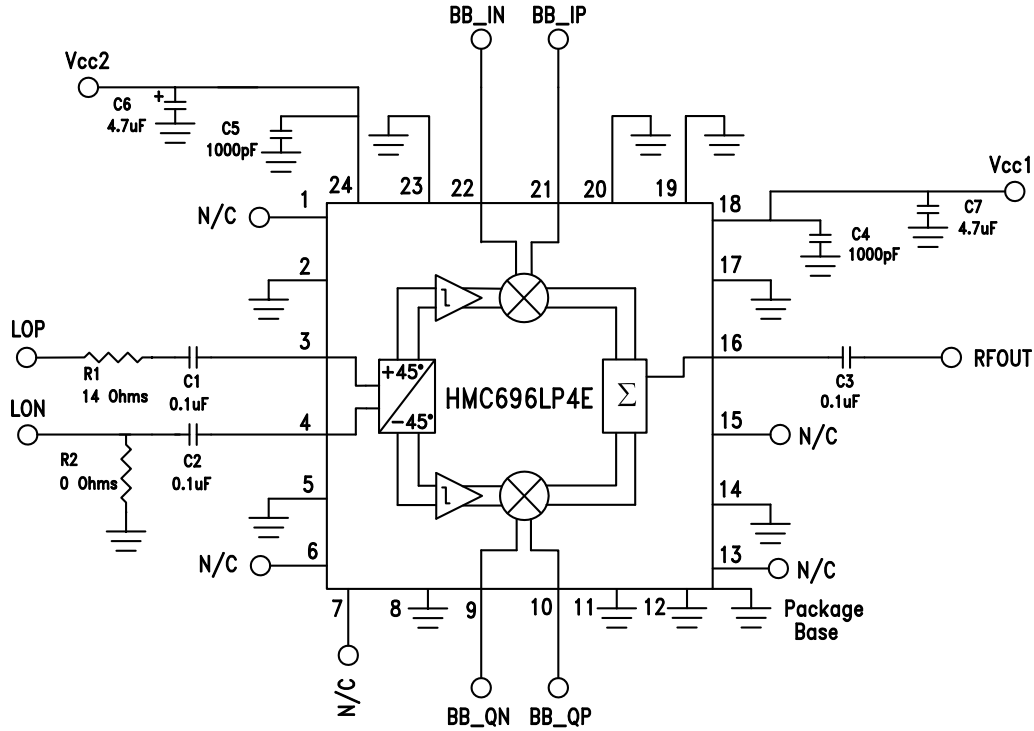 BB_IN
BB_IP
Vcc2
C6
4.7uF
+
C5
1000pF
24
23
22
21
20
19
Vcc1
C7
4.7uF
C4
1000pF
N/C
1
18
2
17
LOP
R1
14 Ohms
C1
0.1uF
3
16
C3
0.1uF
RFOUT
LON
R2
0 Ohms
C2
0.1uF
4
15
N/C
+45°
-45°
HMC696LP4E
Σ
5
14
N/C
6
13
N/C
7
8
9
10
11
12
Package
Base
N/C
BB_QN
BB_QP